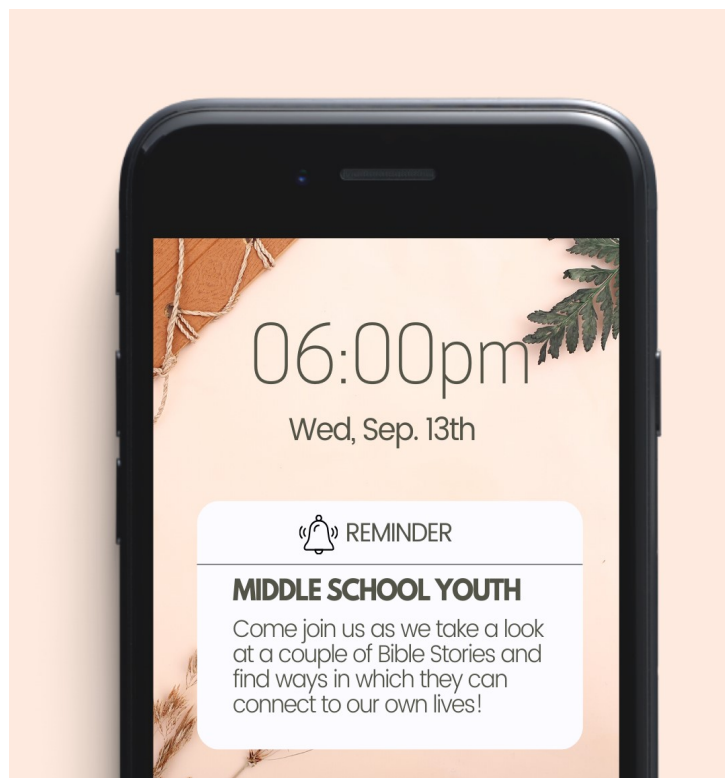 06:00pm
Wed, Sep. 13th
REMINDER
MIDDLE SCHOOL YOUTH
Come join us as we take a look
at a couple of Bible Stories and
find ways in which they can
connect to our own lives!